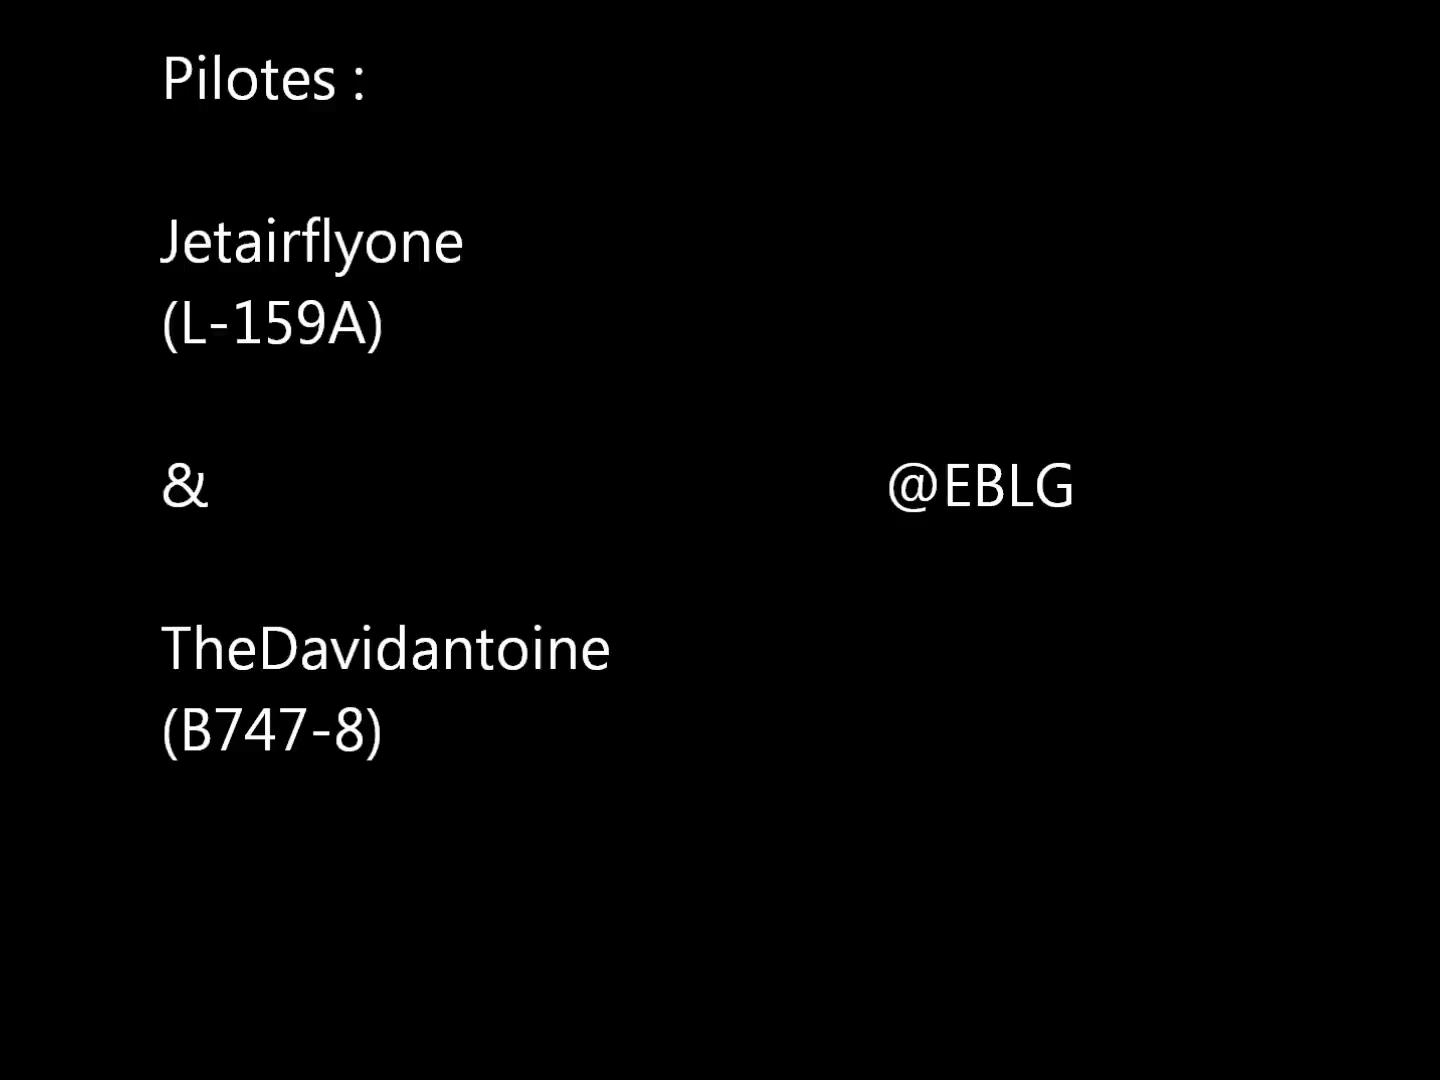 Pilotes :
Jetairflyone
(L-159A)
& @EBLG
TheDavidantoine
(B747-8)